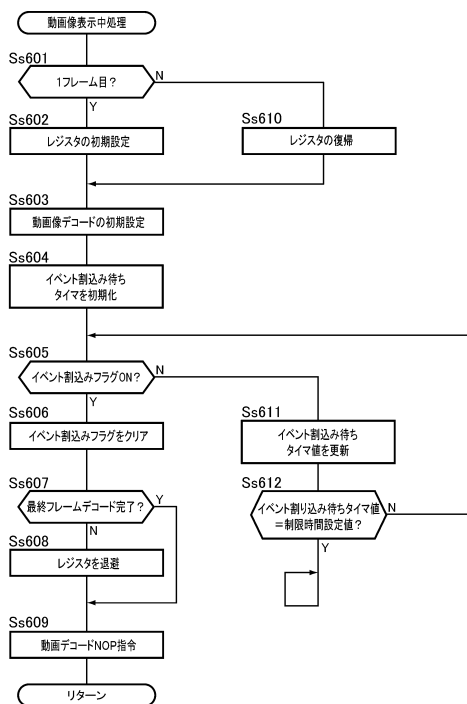 動画像表示中処理
Ss601
1フレーム目?
N
Y
Ss602
レジスタの初期設定
Ss610
レジスタの復帰
Ss603
動画像デコードの初期設定
Ss604
イベント割込み待ち
タイマを初期化
Ss605
イベント割込みフラグON?
N
Y
Ss606
イベント割込みフラグをクリア
Ss611
イベント割込み待ち
タイマ値を更新
Ss607
最終フレームデコード完了?
Y
N
Ss612
イベント割り込み待ちタイマ値
=制限時間設定値?
N
Y
Ss608
レジスタを退避
Ss609
動画デコードNOP指令
リターン